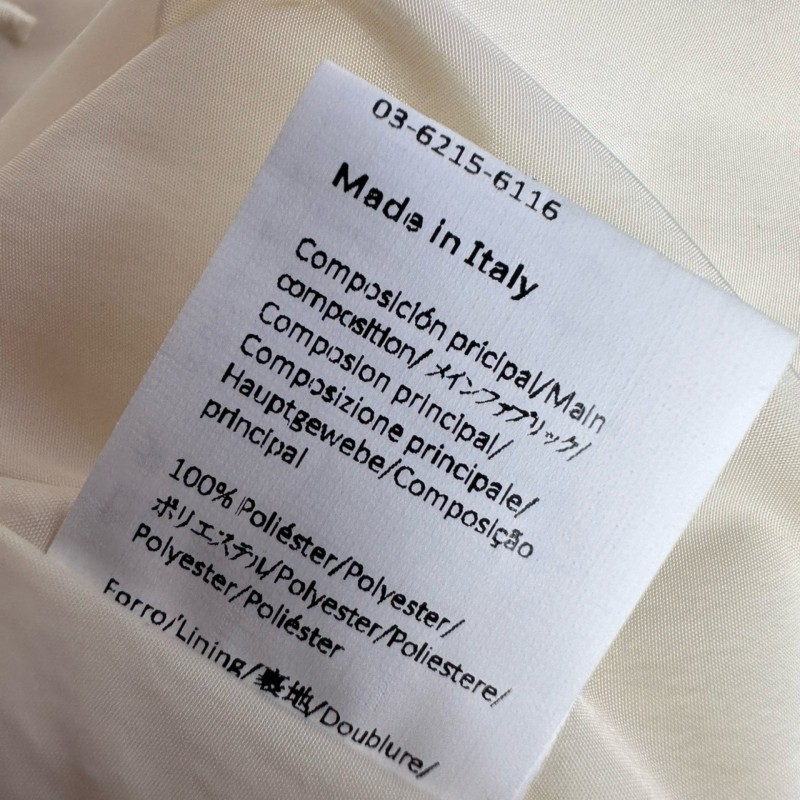 03-6215-6116
Made in Italy
Composición pricipal/Main
composition/メインファブリック/
Composion principal/
Composizione principale/
Hauptgewebe/Composição
principal
100% Poliéster/Polyester/
ポリエステル/Polyester/Poliestere/
Polyester/Poliéster
Forro/Lining/裏地/Doublure/